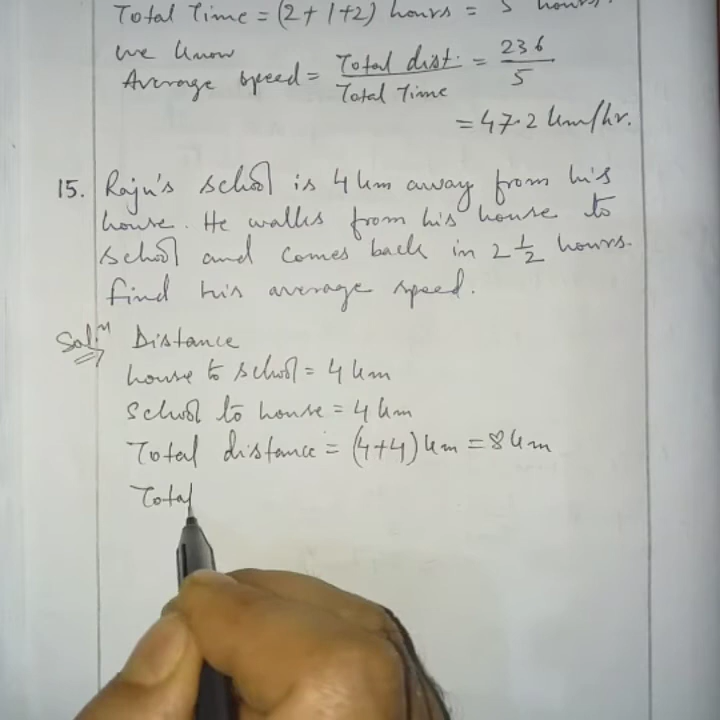 Total Time = (2+1+2) hours = 5 hours.
we know
Average speed = Total dist. / Total Time = 236 / 5
= 47.2 km/hr.
15. Raju's school is 4 km away from his
house. He walks from his house to
school and comes back in 2 1/2 hours.
find his average speed.
Solⁿ Distance
house to school = 4 km
School to house = 4 km
Total distance = (4+4) km = 8 km
Total